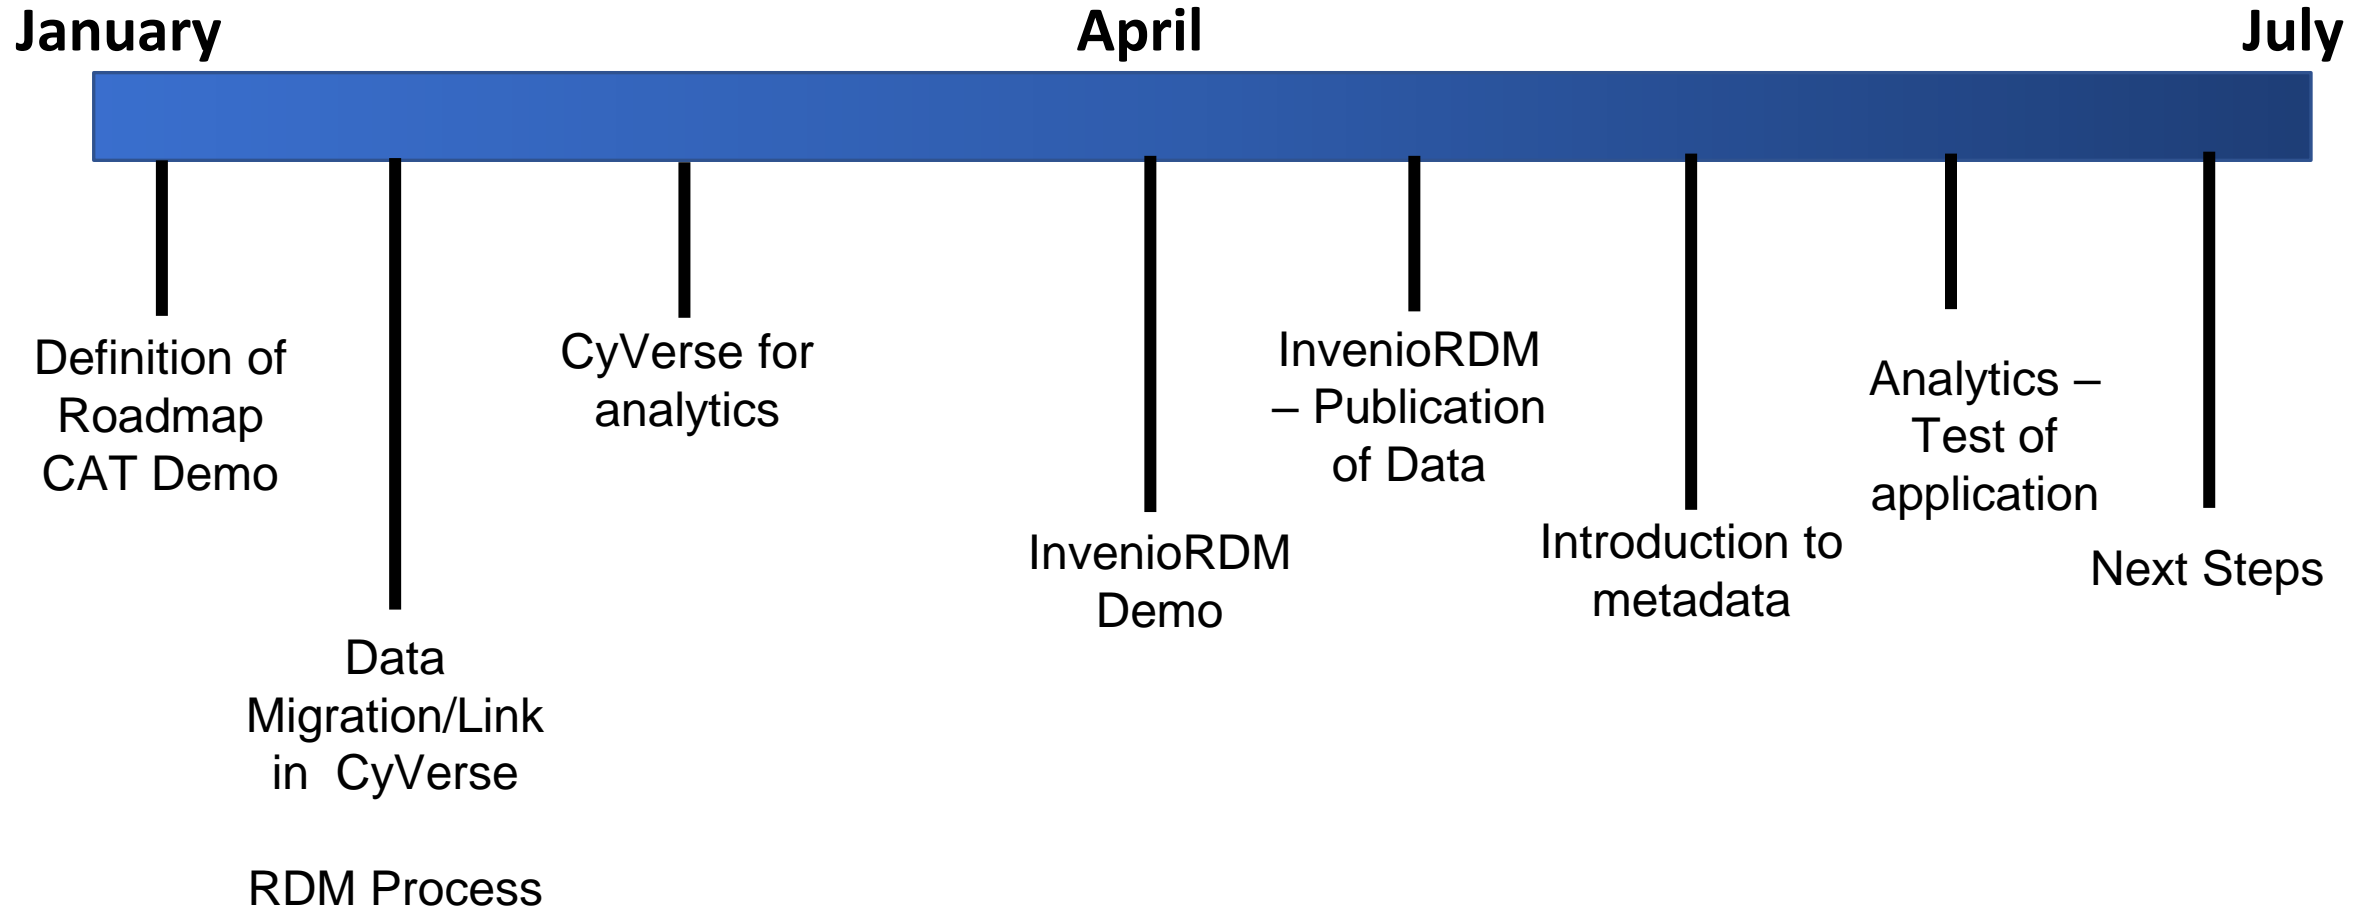 January
April
July
Definition of
Roadmap
CAT Demo
Data
Migration/Link
in  CyVerse
RDM Process
CyVerse for
analytics
InvenioRDM
Demo
InvenioRDM
– Publication
of Data
Introduction to
metadata
Analytics –
Test of
application
Next Steps